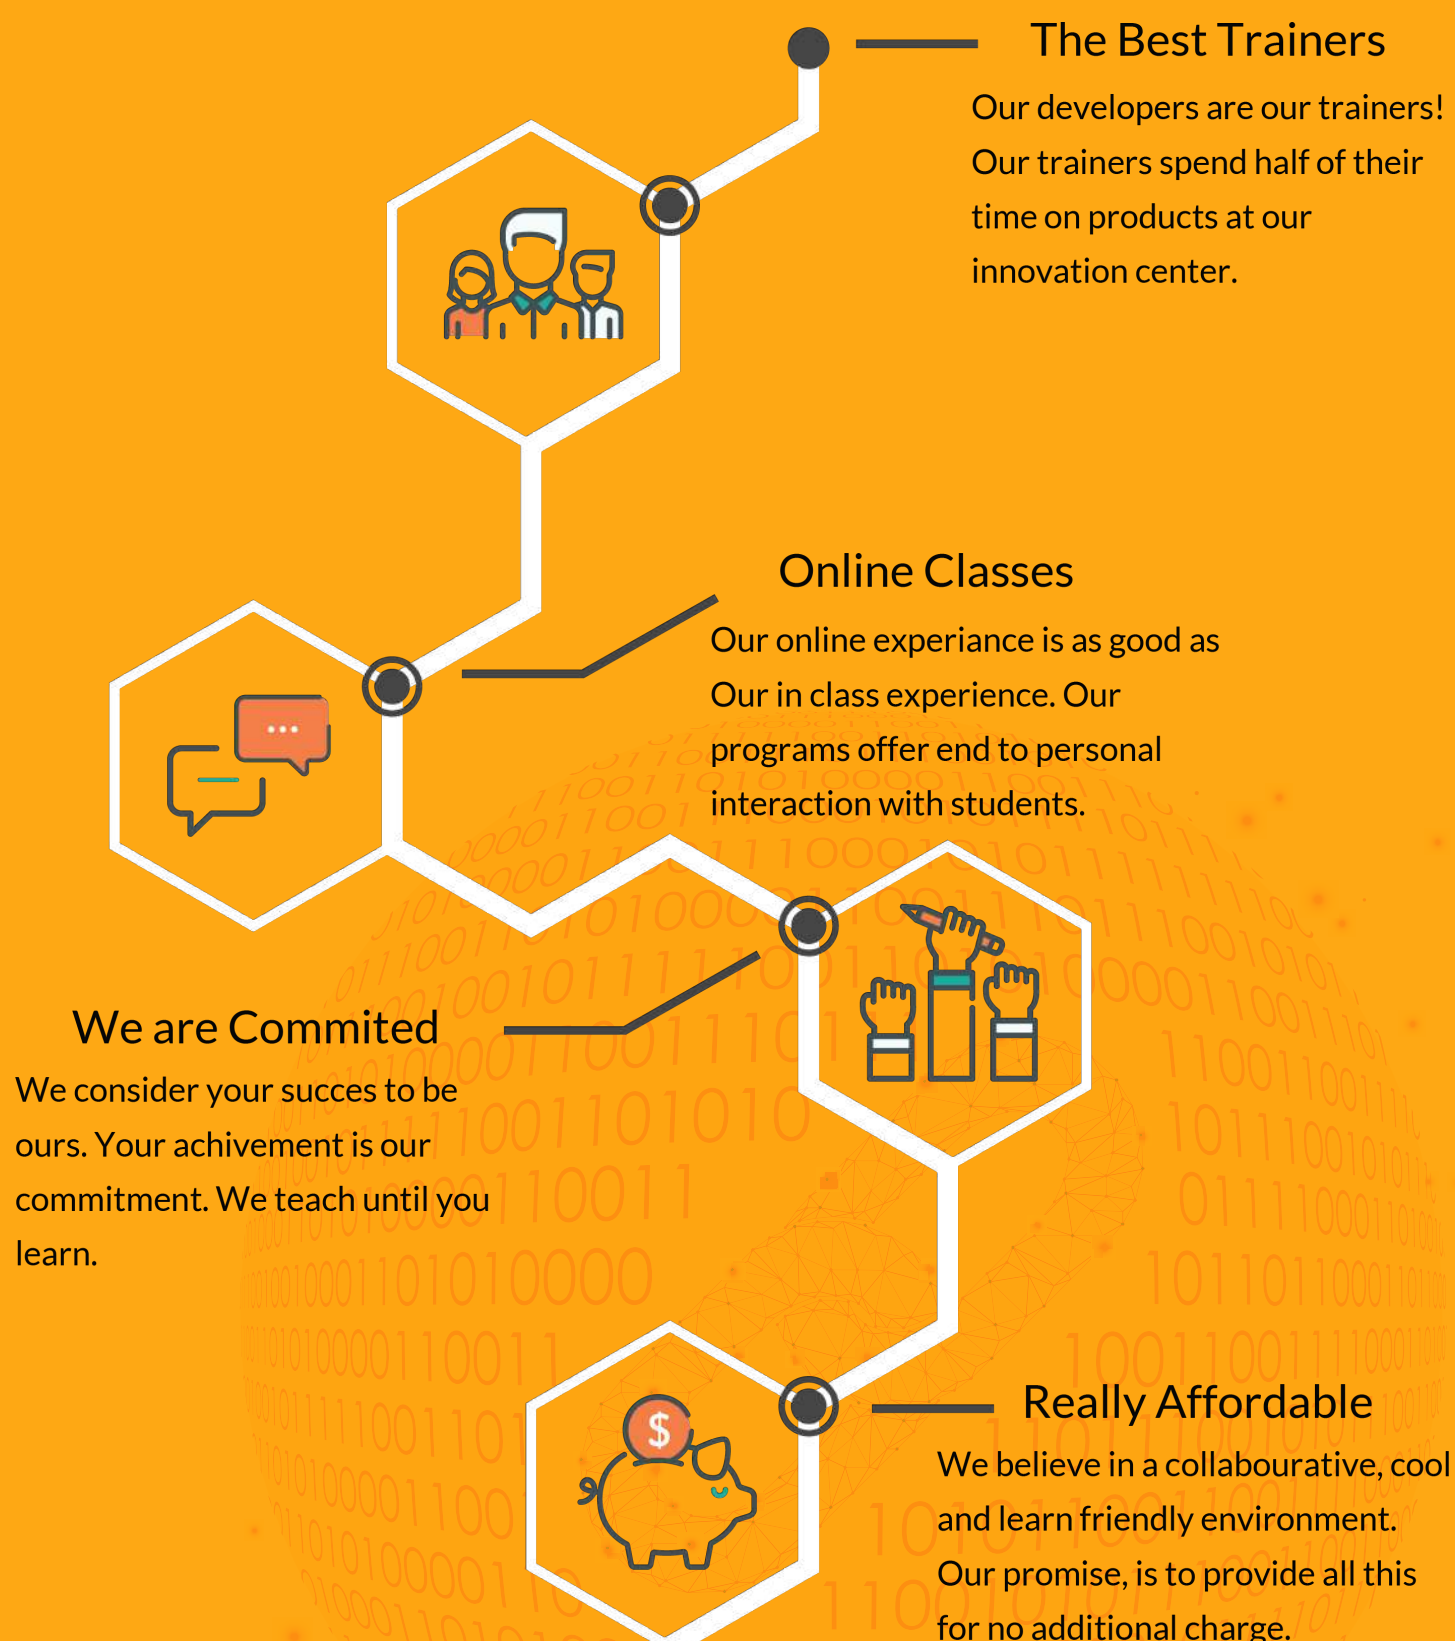 The Best Trainers
Our developers are our trainers!
Our trainers spend half of their
time on products at our
innovation center.
Online Classes
Our online experiance is as good as
Our in class experience. Our
programs offer end to personal
interaction with students.
We are Commited
We consider your succes to be
ours. Your achivement is our
commitment. We teach until you
learn.
$
Really Affordable
We believe in a collabourative, cool
and learn friendly environment.
Our promise, is to provide all this
for no additional charge.